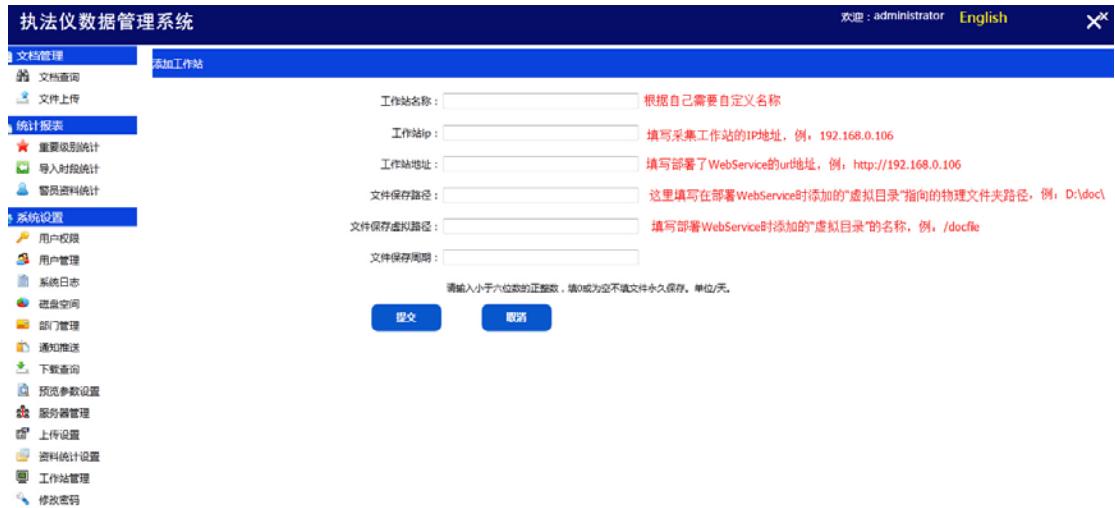 执法仪数据管理系统
欢迎：administrator English
文档管理
文档查询
文件上传
统计报表
重要级别统计
导入时段统计
警员资料统计
系统设置
用户权限
用户管理
系统日志
磁盘空间
部门管理
通知推送
下载查询
预览参数设置
服务器管理
上传设置
资料统计设置
工作站管理
修改密码
添加工作站
工作站名称： 根据自己需要自定义名称
工作站ip： 填写采集工作站的IP地址，例：192.168.0.106
工作站地址： 填写部署了WebService的url地址，例：http://192.168.0.106
文件保存路径： 这里填写在部署WebService时添加的“虚拟目录”指向的物理文件夹路径，例：D:\doc\
文件保存虚拟路径： 填写部署WebService时添加的“虚拟目录”的名称，例：/docfile
文件保存周期：
请输入小于六位数的正整数，填0或为空不填文件永久保存。单位/天。
提交 取消